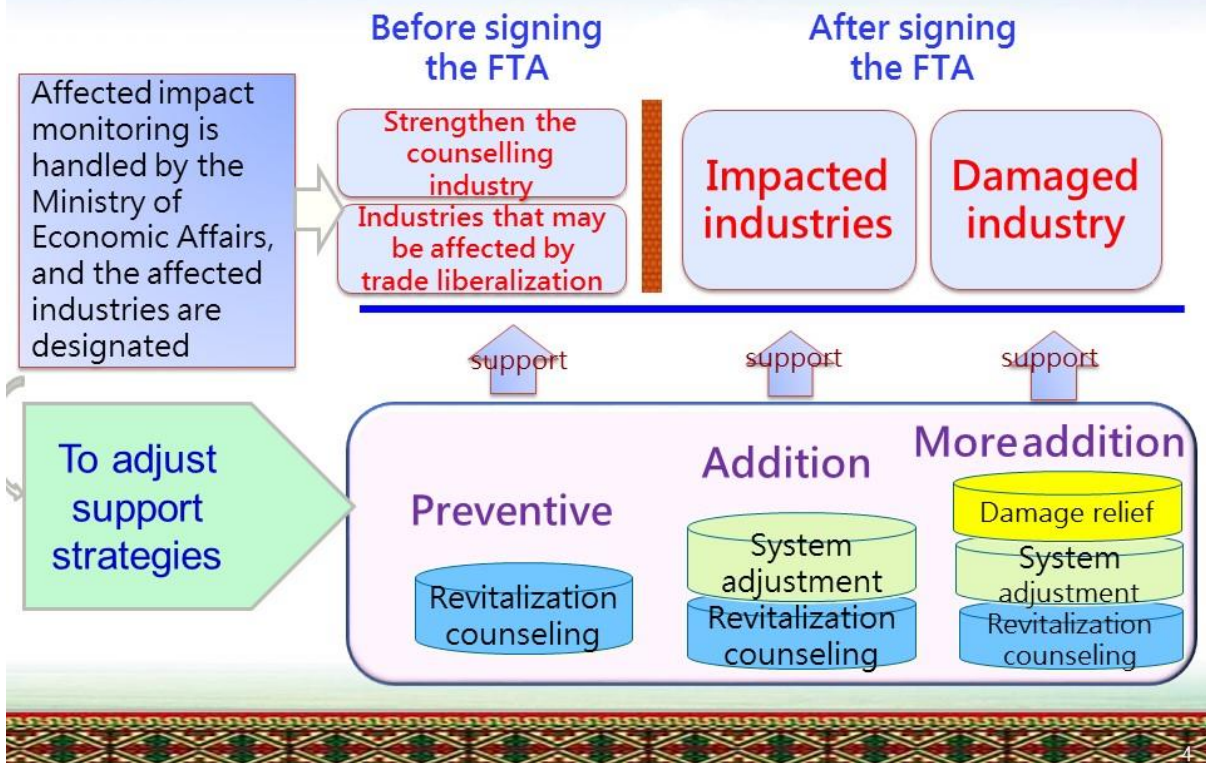 Before signing
the FTA
After signing
the FTA
Affected impact
monitoring is
handled by the
Ministry of
Economic Affairs,
and the affected
industries are
designated
Strengthen the
counselling
industry
Industries that may
be affected by
trade liberalization
Impacted
industries
Damaged
industry
support
support
support
To adjust
support
strategies
Preventive
Revitalization
counseling
Addition
System
adjustment
Revitalization
counseling
Moreaddition
Damage relief
System
adjustment
Revitalization
counseling
4